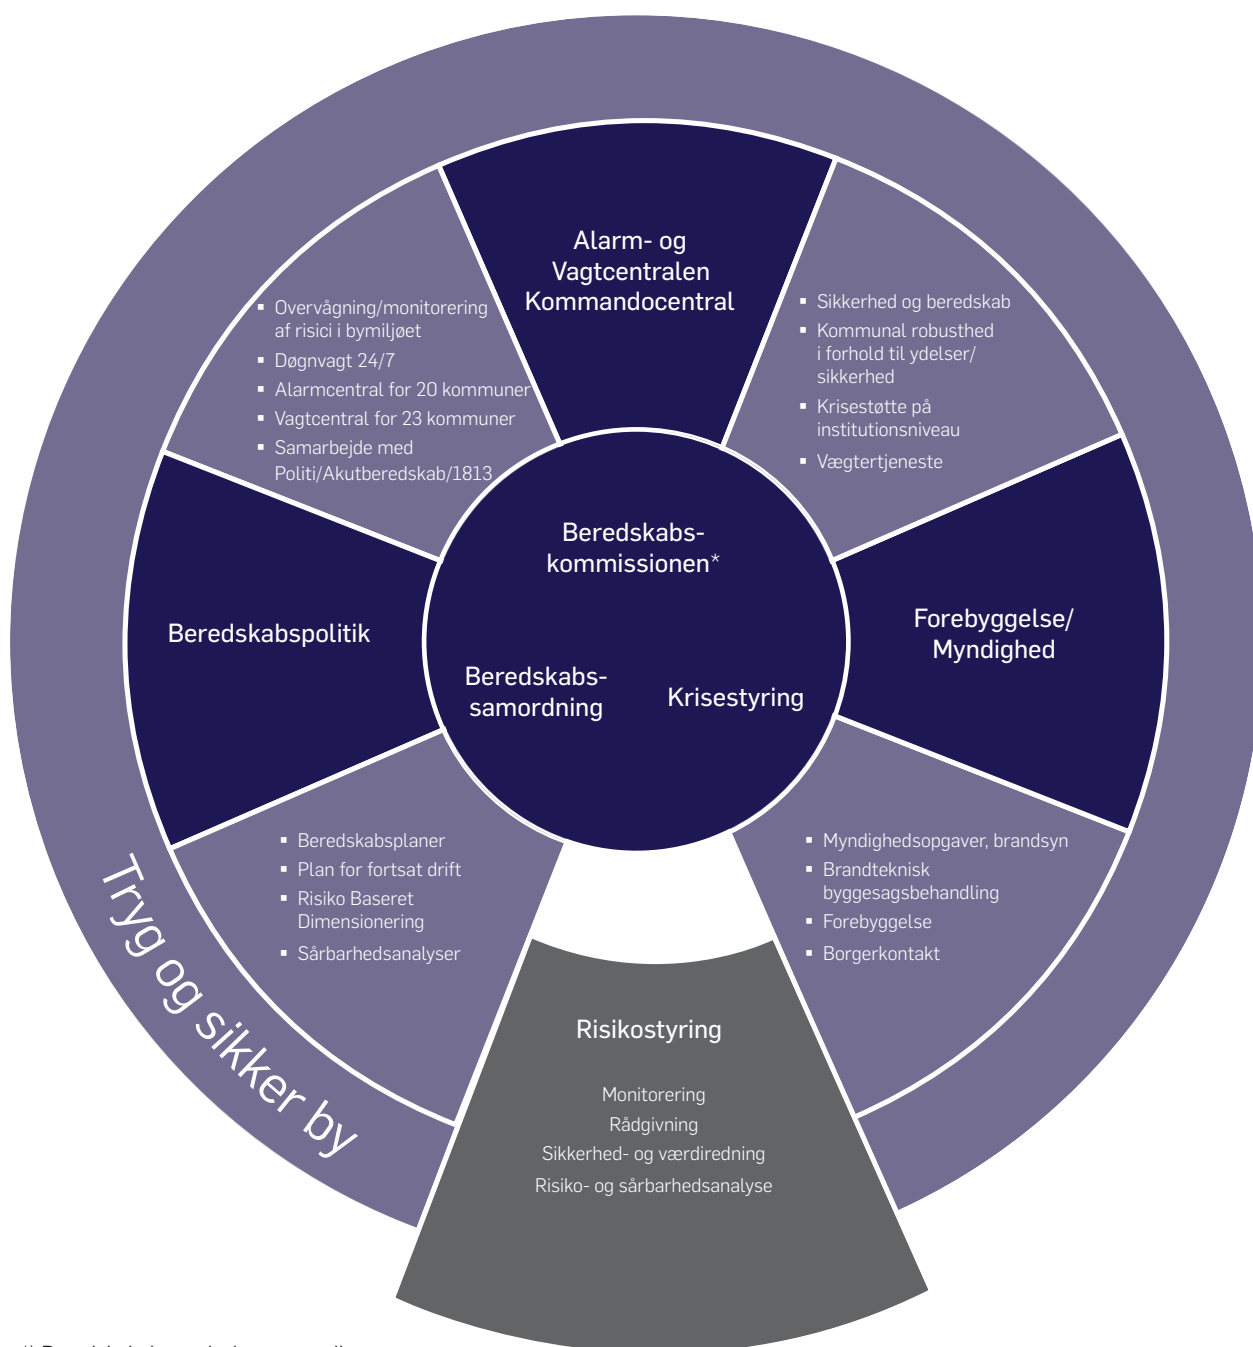 Alarm- og
Vagtcentralen
Kommandocentral
▪ Overvågning/monitorering
af risici i bymiljøet
▪ Døgnvagt 24/7
▪ Alarmcentral for 20 kommuner
▪ Vagtcentral for 23 kommuner
▪ Samarbejde med
Politi/Akutberedskab/1813
▪ Sikkerhed og beredskab
▪ Kommunal robusthed
i forhold til ydelser/
sikkerhed
▪ Krisestøtte på
institutionsniveau
▪ Vægtertjeneste
Beredskabs-
kommissionen*
Beredskabs-
samordning
Krisestyring
Beredskabspolitik
Forebyggelse/
Myndighed
▪ Beredskabsplaner
▪ Plan for fortsat drift
▪ Risiko Baseret
Dimensionering
▪ Sårbarhedsanalyser
▪ Myndighedsopgaver, brandsyn
▪ Brandteknisk
byggesagsbehandling
▪ Forebyggelse
▪ Borgerkontakt
Tryg og sikker by
Risikostyring
Monitorering
Rådgivning
Sikkerhed- og værdiredning
Risiko- og sårbarhedsanalyse